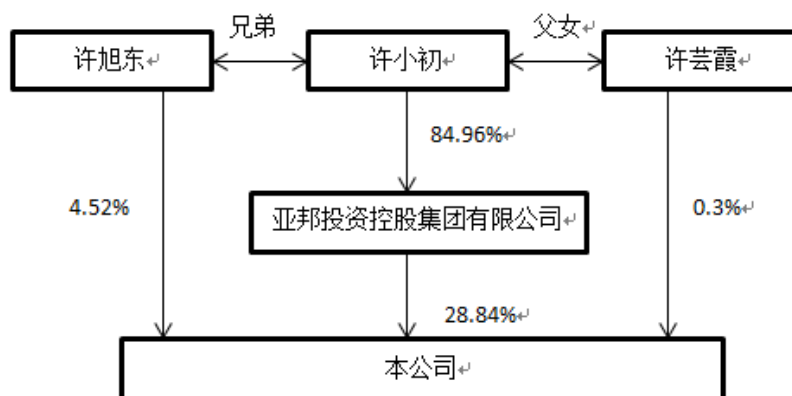 兄弟
父女
许旭东
许小初
许芸霞
84.96%
4.52%
亚邦投资控股集团有限公司
0.3%
28.84%
本公司